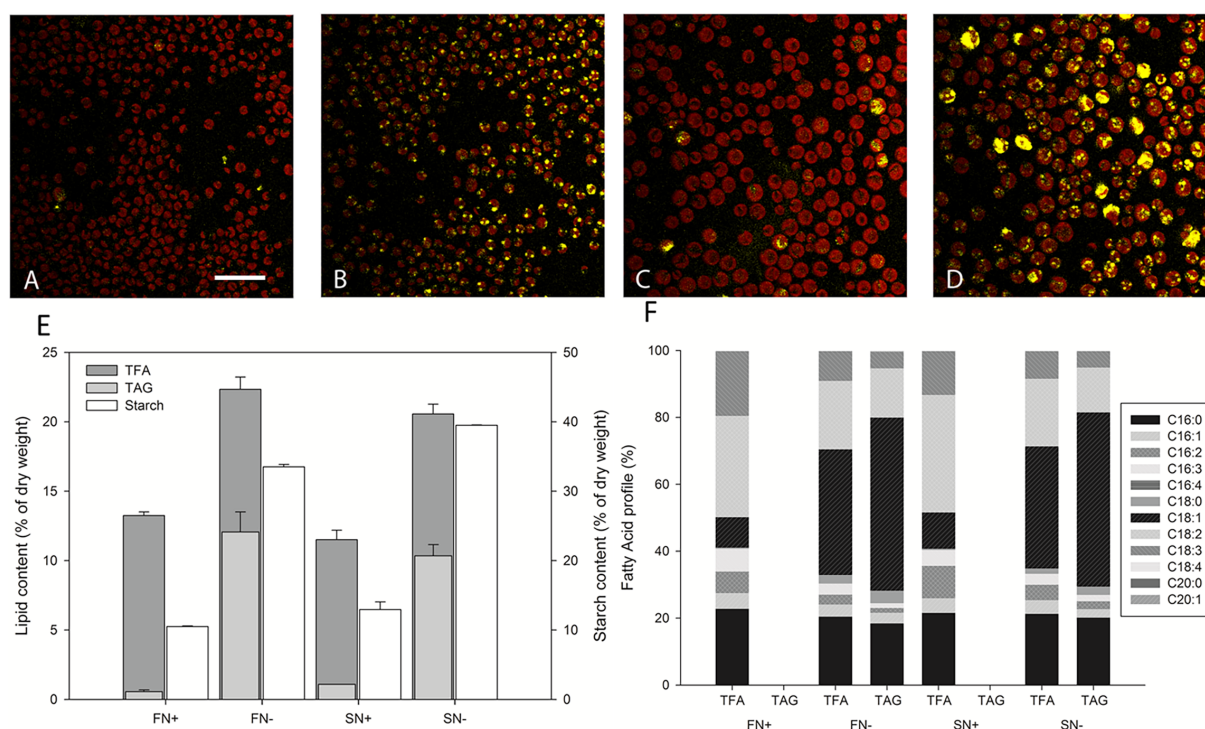 A
B
C
D
E
F
25
20
15
10
5
0
Lipid content (% of dry weight)
TFA
TAG
Starch
50
40
30
20
10
0
Starch content (% of dry weight)
FN+
FN-
SN+
SN-
100
80
60
40
20
0
Fatty Acid profile (%)
TFA TAG TFA TAG TFA TAG TFA TAG
FN+ FN- SN+ SN-
C16:0
C16:1
C16:2
C16:3
C16:4
C18:0
C18:1
C18:2
C18:3
C18:4
C20:0
C20:1